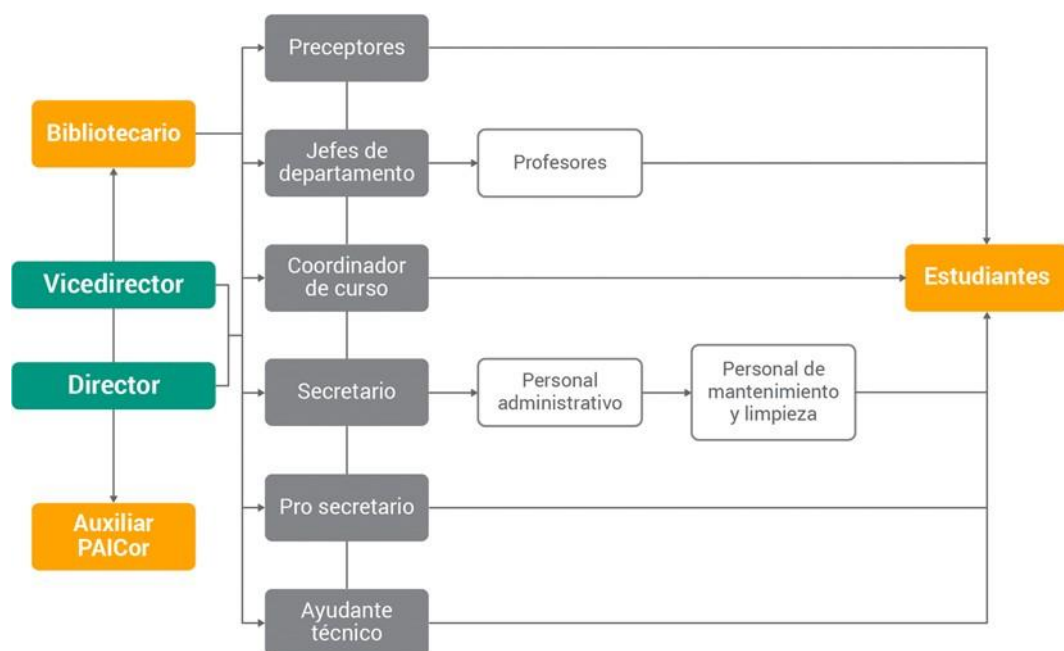 Preceptores
Bibliotecario
Jefes de
departamento
Profesores
Vicedirector
Coordinador
de curso
Estudiantes
Director
Secretario
Personal
administrativo
Personal de
mantenimiento
y limpieza
Auxiliar
PAICor
Pro secretario
Ayudante
técnico